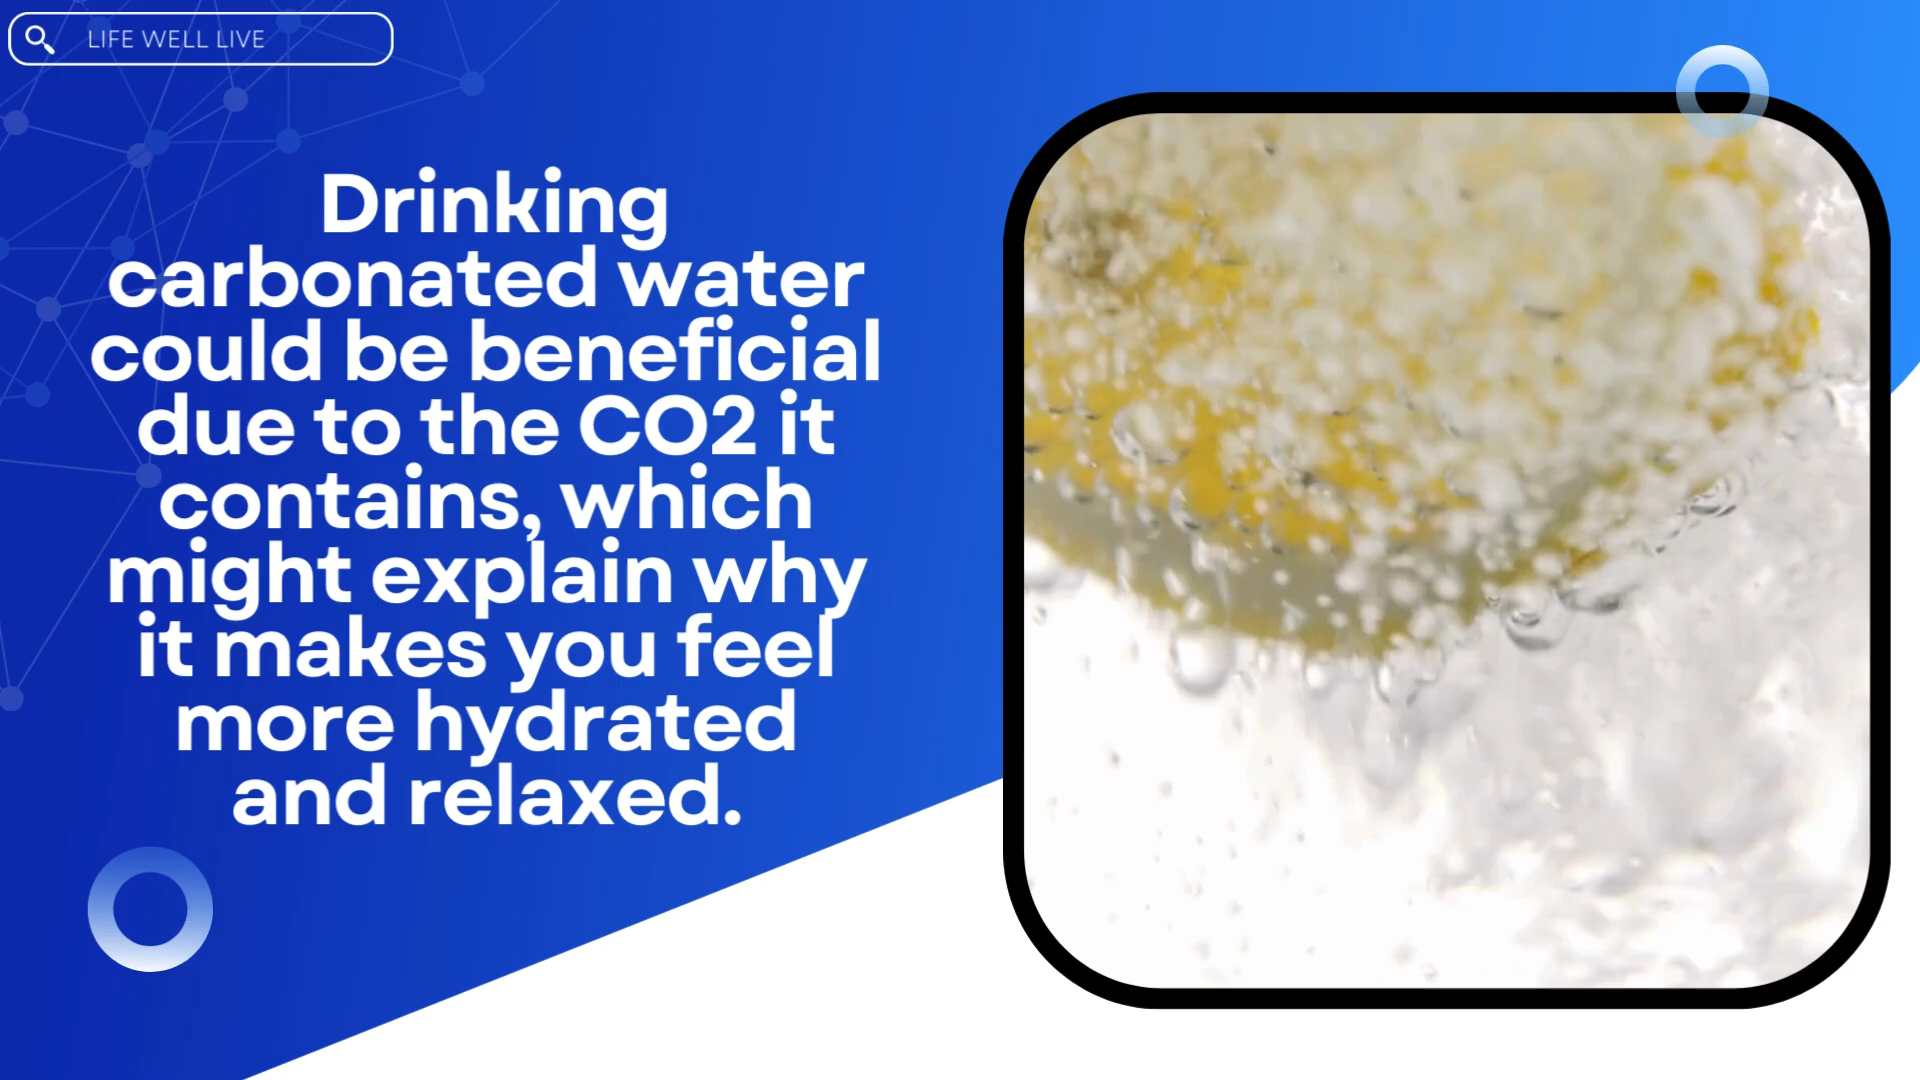 LIFE WELL LIVE
Drinking
carbonated water
could be beneficial
due to the CO2 it
contains, which
might explain why
it makes you feel
more hydrated
and relaxed.